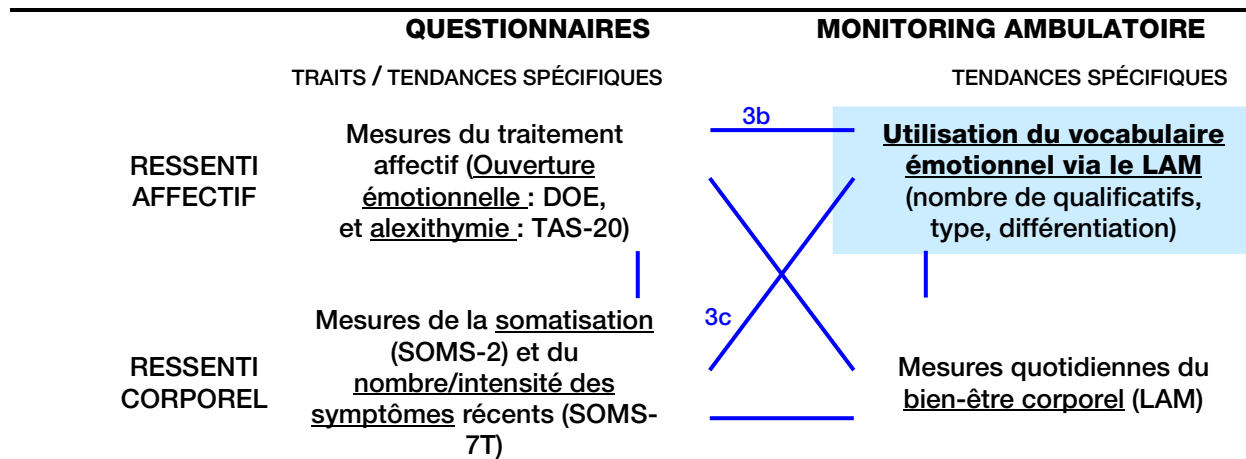 QUESTIONNAIRES
MONITORING AMBULATOIRE
TRAITS / TENDANCES SPÉCIFIQUES
TENDANCES SPÉCIFIQUES
RESSENTI
AFFECTIF
Mesures du traitement
affectif (Ouverture
émotionnelle : DOE,
et alexithymie : TAS-20)
3b
Utilisation du vocabulaire
émotionnel via le LAM
(nombre de qualificatifs,
type, différentiation)
RESSENTI
CORPOREL
Mesures de la somatisation
(SOMS-2) et du
nombre/intensité des
symptômes récents (SOMS-
7T)
3c
Mesures quotidiennes du
bien-être corporel (LAM)